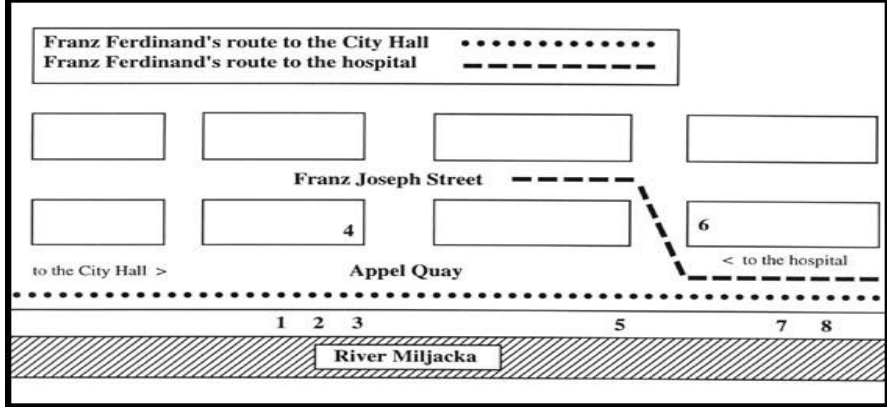 Franz Ferdinand's route to the City Hall
Franz Ferdinand's route to the hospital
Franz Joseph Street
4
6
to the City Hall >
Appel Quay
< to the hospital
1 2 3 5 7 8
River Miljacka